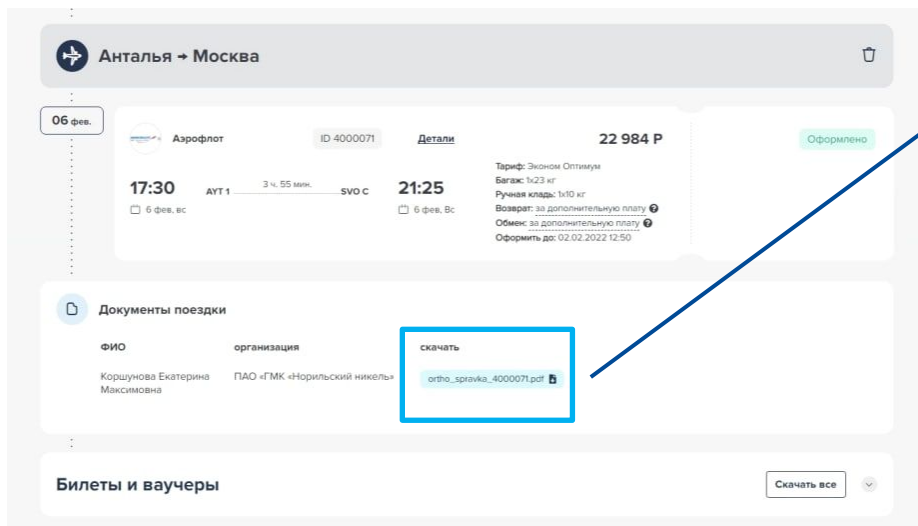 Анталья → Москва
06 фев.
Аэрофлот
ID 4000071
Детали
22 984 Р
Оформлено
17:30
AYT 1
3 ч. 55 мин.
SVO C
21:25
6 фев, вс
6 фев, Вс
Тариф: Эконом Оптимум
Багаж: 1х23 кг
Ручная кладь: 1х10 кг
Возврат: за дополнительную плату
Обмен: за дополнительную плату
Оформить до: 02.02.2022 12:50
Документы поездки
ФИО
организация
скачать
Коршунова Екатерина
Максимовна
ПАО «ГМК «Норильский никель»
ortho_spravka_4000071.pdf
Билеты и ваучеры
Скачать все